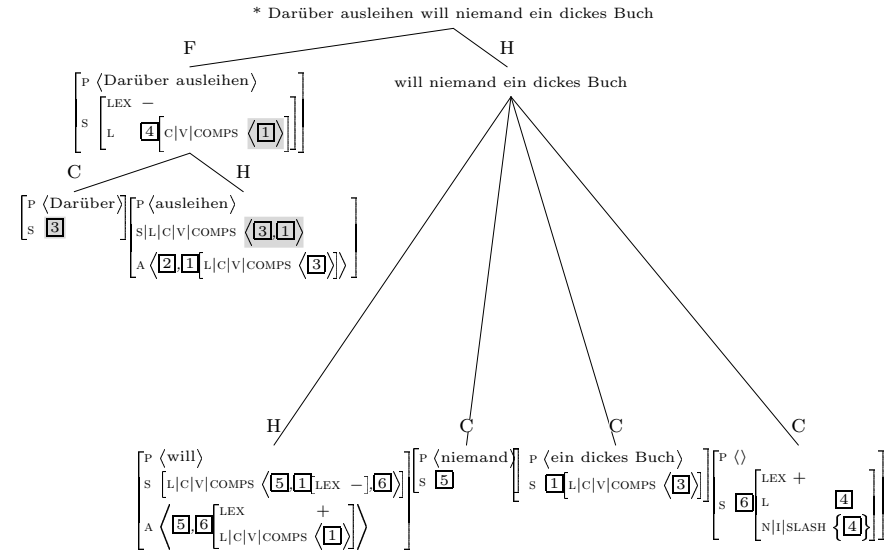 * Darüber ausleihen will niemand ein dickes Buch
F H
P ⟨Darüber ausleihen⟩
will niemand ein dickes Buch
LEX −
S
L 4 [C|V|COMPS ⟨1⟩]
C H
P ⟨Darüber⟩ P ⟨ausleihen⟩
S 3 S|L|C|V|COMPS ⟨3,1⟩
A ⟨2,1[L|C|V|COMPS ⟨3⟩]⟩
H C C C
P ⟨will⟩ P ⟨niemand⟩ P ⟨ein dickes Buch⟩ P ⟨⟩
S [L|C|V|COMPS ⟨5,1[LEX −],6⟩] S 5 S 1[L|C|V|COMPS ⟨3⟩] LEX +
S 6 L 4
A ⟨5,6 LEX + N|I|SLASH {4}
L|C|V|COMPS ⟨1⟩⟩